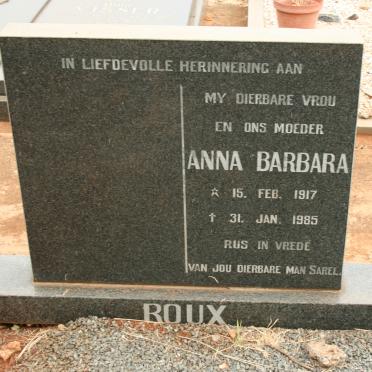 IN LIEFDEVOLLE HERINNERING AAN
MY DIERBARE VROU
EN ONS MOEDER
ANNA BARBARA
☆ 15. FEB. 1917
† 31. JAN. 1985
RUS IN VREDE
VAN JOU DIERBARE MAN SAREL.
ROUX